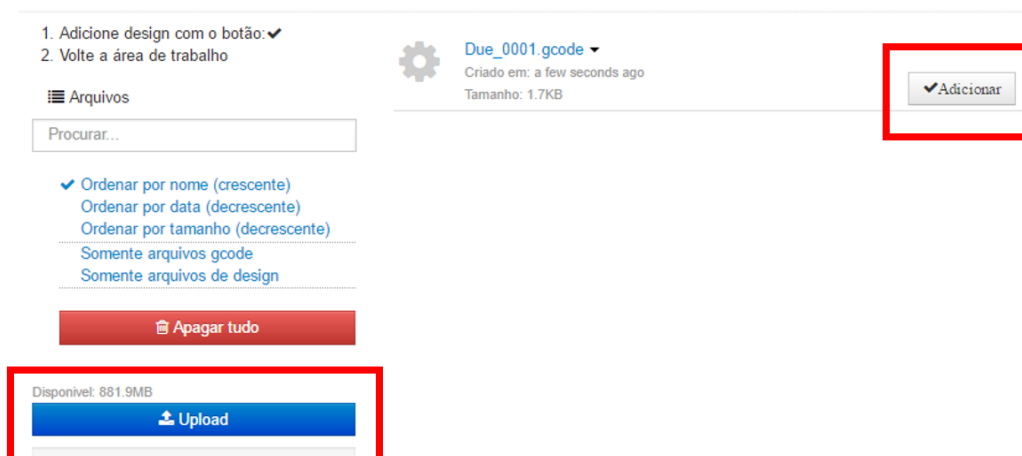 1. Adicione design com o botão:
2. Volte a área de trabalho
Arquivos
Procurar...
Ordenar por nome (crescente)
Ordenar por data (decrescente)
Ordenar por tamanho (decrescente)
Somente arquivos gcode
Somente arquivos de design
Apagar tudo
Disponivel: 881.9MB
Upload
Due_0001.gcode
Criado em: a few seconds ago
Tamanho: 1.7KB
Adicionar